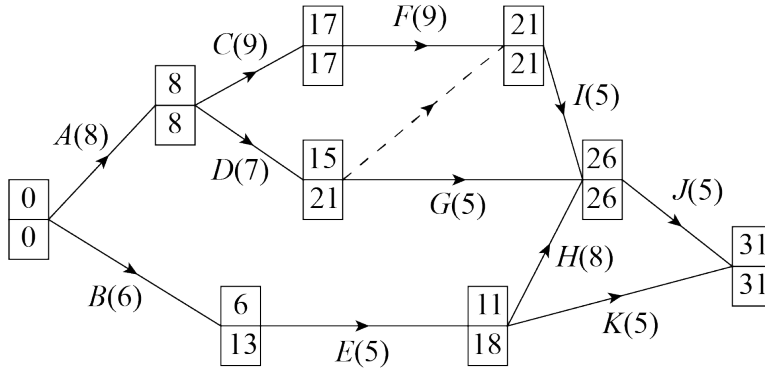 17
17
F(9)
21
21
C(9)
8
8
I(5)
A(8)
D(7)
15
21
G(5)
26
26
J(5)
0
0
H(8)
31
31
B(6)
6
13
E(5)
11
18
K(5)